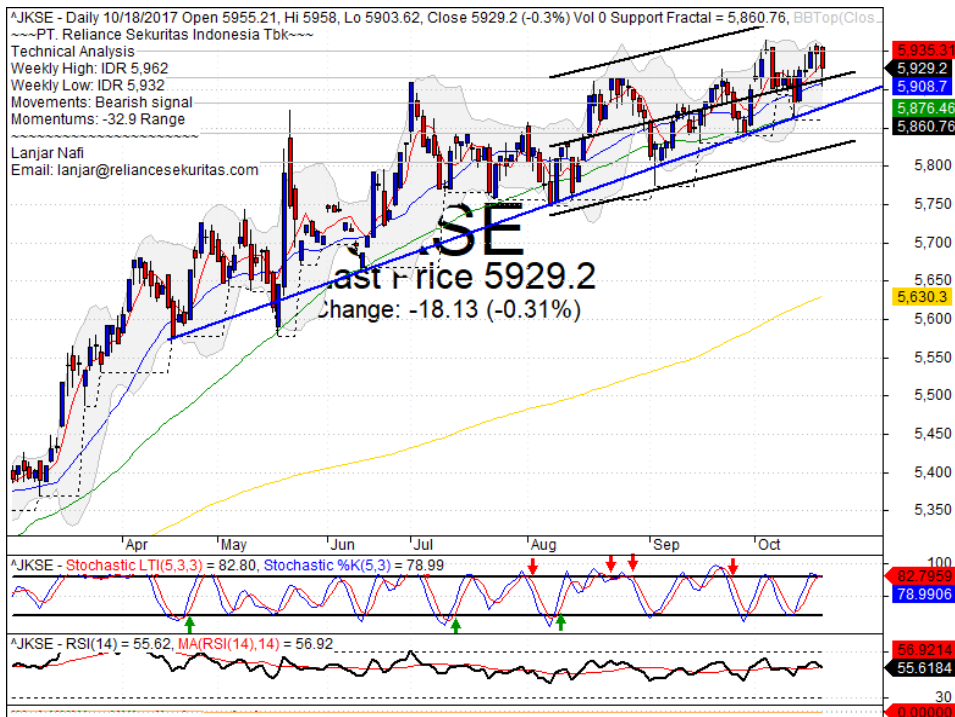 ^JKSE - Daily 10/18/2017 Open 5955.21, Hi 5958, Lo 5903.62, Close 5929.2 (-0.3%) Vol 0 Support Fractal = 5,860.76, BBTop(Clos...
~~~PT. Reliance Sekuritas Indonesia Tbk~~~
Technical Analysis
Weekly High: IDR 5,962
Weekly Low: IDR 5,932
Movements: Bearish signal
Momentums: -32.9 Range
~~~~~~~~~~~~~~~~~~~~~~
Lanjar Nafi
Email: lanjar@reliancesekuritas.com
5,935.31
5,929.2
5,908.7
5,876.46
5,860.76
5,800
5,750
5,700
5,650
5,630.3
5,600
5,550
5,500
5,450
5,400
5,350
Last Price 5929.2
Change: -18.13 (-0.31%)
Apr May Jun Jul Aug Sep Oct
^JKSE - Stochastic LTI(5,3,3) = 82.80, Stochastic %K(5,3) = 78.99
100
82.7959
78.9906
^JKSE - RSI(14) = 55.62, MA(RSI(14),14) = 56.92
56.9214
55.6184
30
0.00000